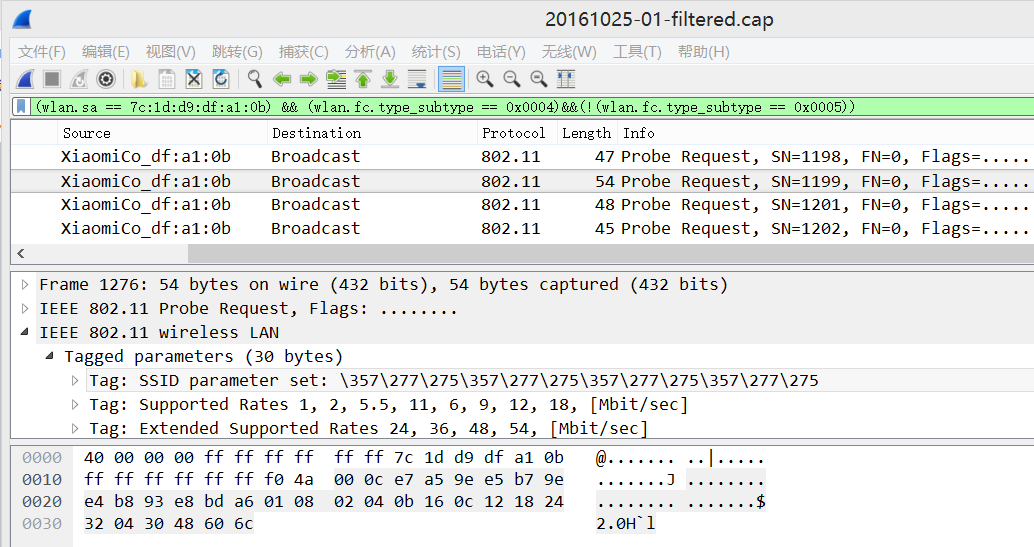 20161025-01-filtered.cap
文件(F) 编辑(E) 视图(V) 跳转(G) 捕获(C) 分析(A) 统计(S) 电话(Y) 无线(W) 工具(T) 帮助(H)
(wlan.sa == 7c:1d:d9:df:a1:0b) && (wlan.fc.type_subtype == 0x0004)&&(!(wlan.fc.type_subtype == 0x0005))
Source Destination Protocol Length Info
XiaomiCo_df:a1:0b Broadcast 802.11 47 Probe Request, SN=1198, FN=0, Flags=.....
XiaomiCo_df:a1:0b Broadcast 802.11 54 Probe Request, SN=1199, FN=0, Flags=.....
XiaomiCo_df:a1:0b Broadcast 802.11 48 Probe Request, SN=1201, FN=0, Flags=.....
XiaomiCo_df:a1:0b Broadcast 802.11 45 Probe Request, SN=1202, FN=0, Flags=.....
Frame 1276: 54 bytes on wire (432 bits), 54 bytes captured (432 bits)
IEEE 802.11 Probe Request, Flags: ........
IEEE 802.11 wireless LAN
Tagged parameters (30 bytes)
Tag: SSID parameter set: \357\277\275\357\277\275\357\277\275\357\277\275
Tag: Supported Rates 1, 2, 5.5, 11, 6, 9, 12, 18, [Mbit/sec]
Tag: Extended Supported Rates 24, 36, 48, 54, [Mbit/sec]
0000 40 00 00 00 ff ff ff ff ff ff 7c 1d d9 df a1 0b @....... ..|.....
0010 ff ff ff ff ff ff f0 4a 00 0c e7 a5 9e e5 b7 9e .......J ........
0020 e4 b8 93 e8 bd a6 01 08 02 04 0b 16 0c 12 18 24 ........ .......$
0030 32 04 30 48 60 6c 2.0H`l